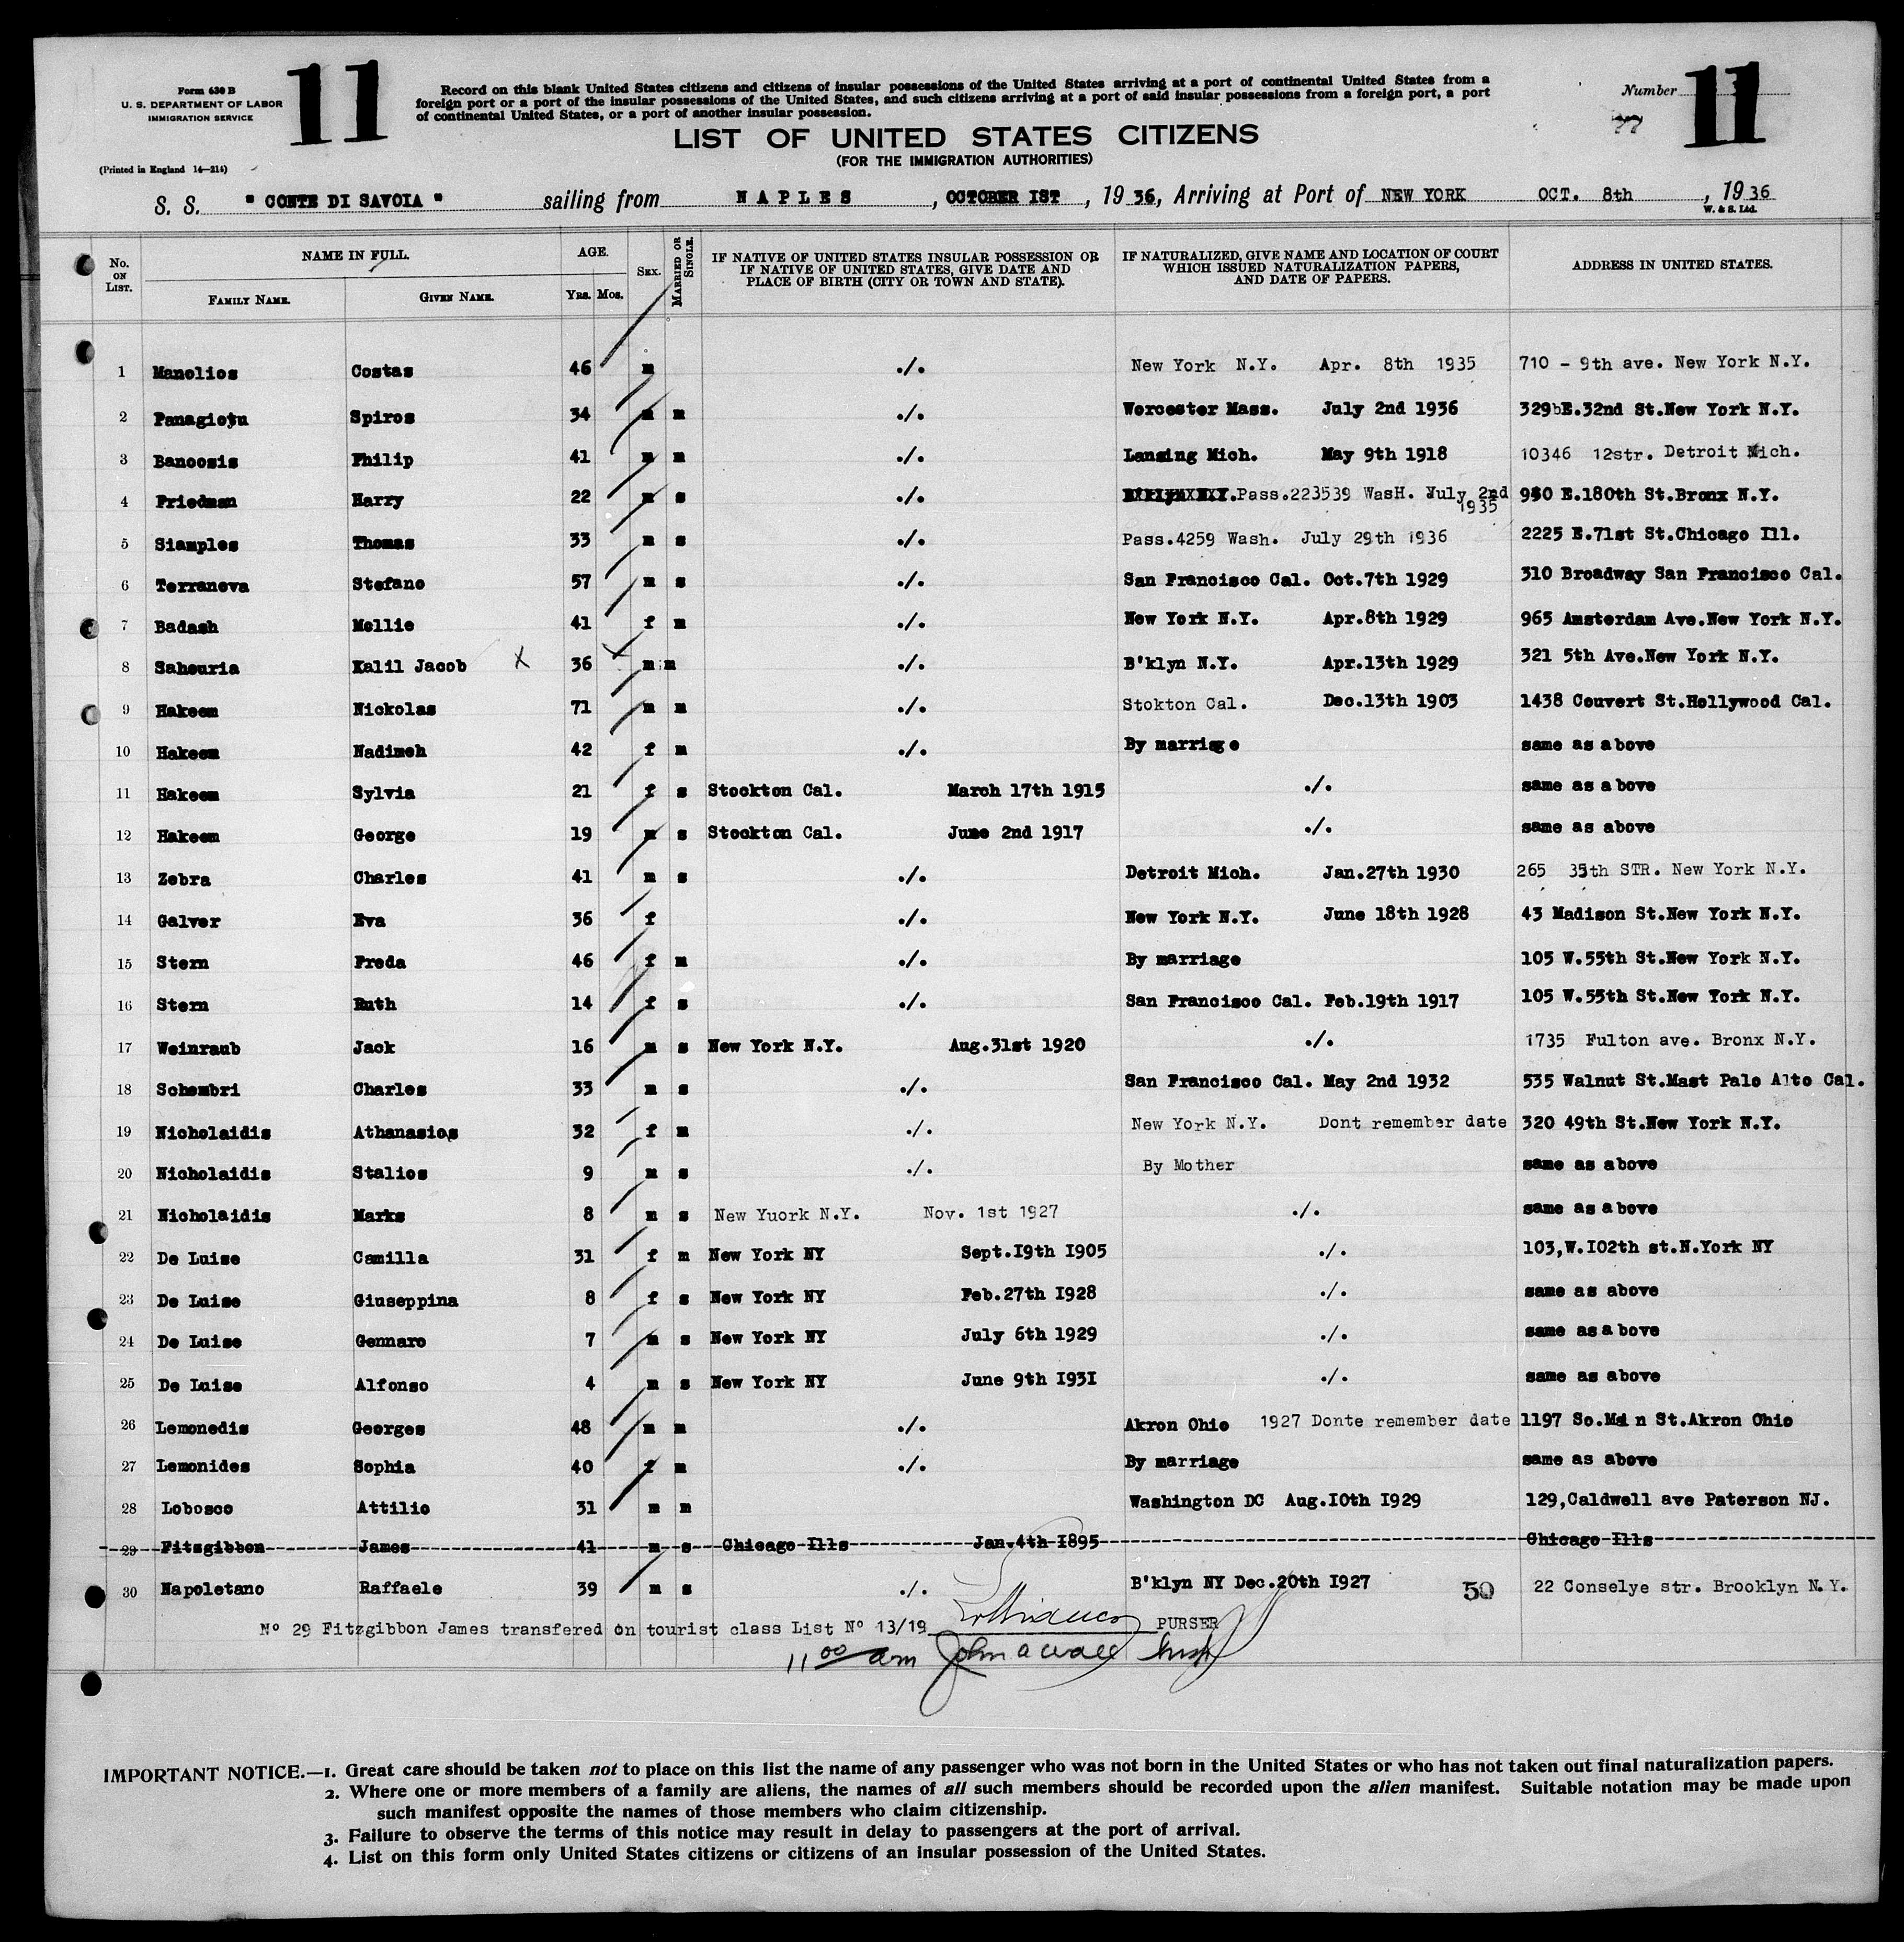 Form 630 B
U. S. DEPARTMENT OF LABOR
IMMIGRATION SERVICE
(Printed in England 14—214)
11
Record on this blank United States citizens and citizens of insular possessions of the United States arriving at a port of continental United States from a
foreign port or a port of the insular possessions of the United States, and such citizens arriving at a port of said insular possessions from a foreign port, a port
of continental United States, or a port of another insular possession.
LIST OF UNITED STATES CITIZENS
(FOR THE IMMIGRATION AUTHORITIES)
Number 11
S. S. " CONTE DI SAVOIA " sailing from NAPLES, OCTOBER IST, 1936, Arriving at Port of NEW YORK OCT. 8th, 1936
W. & S. Ltd.
No. ON LIST. NAME IN FULL. FAMILY NAME. GIVEN NAME. AGE. YRS. MOS. SEX. MARRIED OR SINGLE. IF NATIVE OF UNITED STATES INSULAR POSSESSION OR IF NATIVE OF UNITED STATES, GIVE DATE AND PLACE OF BIRTH (CITY OR TOWN AND STATE). IF NATURALIZED, GIVE NAME AND LOCATION OF COURT WHICH ISSUED NATURALIZATION PAPERS, AND DATE OF PAPERS. ADDRESS IN UNITED STATES.
1 Manolios Costas 46 m ./. New York N.Y. Apr. 8th 1935 710 - 9th ave. New York N.Y.
2 Panagiotu Spiros 34 m m ./. Worcester Mass. July 2nd 1936 329bE.32nd St.New York N.Y.
3 Bancosis Philip 41 m m ./. Lansing Mich. May 9th 1918 10346 12str. Detroit Mich.
4 Friedman Harry 22 m s ./. Pass.223539 WasH. July 2nd 1935 980 E.180th St.Bronx N.Y.
5 Siamples Thomas 33 m s ./. Pass.4259 Wash. July 29th 1936 2225 E.71st St.Chicago Ill.
6 Terranova Stefano 57 m s ./. San Francisco Cal. Oct.7th 1929 310 Broadway San Francisco Cal.
7 Badash Mollie 41 f m ./. New York N.Y. Apr.8th 1929 965 Amsterdam Ave.New York N.Y.
8 Sahouria Kalil Jacob X 36 m m ./. B'klyn N.Y. Apr.13th 1929 321 5th Ave.New York N.Y.
9 Hakeem Nickolas 71 m m ./. Stokton Cal. Dec.13th 1903 1438 Couvert St.Hollywood Cal.
10 Hakeem Nadimeh 42 f m ./. By marrige same as above
11 Hakeem Sylvia 21 f s Stockton Cal. March 17th 1915 ./. same as above
12 Hakeem George 19 m s Stockton Cal. June 2nd 1917 ./. same as above
13 Zebra Charles 41 m s ./. Detroit Mich. Jan.27th 1930 265 35th STR. New York N.Y.
14 Galver Eva 36 f ./. New York N.Y. June 18th 1928 43 Madison St.New York N.Y.
15 Stern Freda 46 f m ./. By marriage 105 W.55th St.New York N.Y.
16 Stern Ruth 14 f s ./. San Francisco Cal. Feb.19th 1917 105 W.55th St.New York N.Y.
17 Weinraub Jack 16 m s New York N.Y. Aug.31st 1920 ./. 1735 Fulton ave. Bronx N.Y.
18 Schembri Charles 33 m s ./. San Francisco Cal. May 2nd 1932 535 Walnut St.Mast Palo Alto Cal.
19 Nicholaidis Athanasios 32 f m ./. New York N.Y. Dont remember date 320 49th St.New York N.Y.
20 Nicholaidis Stalios 9 m s ./. By Mother same as above
21 Nicholaidis Marks 8 m s New Yuork N.Y. Nov. 1st 1927 ./. same as above
22 De Luise Camilla 31 f m New York NY Sept.I9th I905 ./. 103,W.I02th st.N.York NY
23 De Luise Giuseppina 8 f s New York NY Feb.27th I928 ./. same as above
24 De Luise Gennaro 7 m s New York NY July 6th 1929 ./. same as above
25 De Luise Alfonso 4 m s New York NY June 9th I93I ./. same as above
26 Lemonedis Georges 48 m m ./. Akron Ohio 1927 Donte remember date 1197 So.Main St.Akron Ohio
27 Lemonides Sophia 40 f m ./. By marriage same as above
28 Lobosco Attilio 31 m m Washington DC Aug.I0th I929 129,Caldwell ave Paterson NJ.
29 Fitzgibbon James 41 m s Chicago Ills Jan.4th I895 Chicago Ills
30 Napoletano Raffaele 39 m s ./. B'klyn NY Dec.20th I927 50 22 Conselye str. Brooklyn N.Y.
Nº 29 Fitzgibbon James transfered on tourist class List Nº 13/19 PURSER
11 00 am John a Wall Insp
IMPORTANT NOTICE.—1. Great care should be taken not to place on this list the name of any passenger who was not born in the United States or who has not taken out final naturalization papers.
2. Where one or more members of a family are aliens, the names of all such members should be recorded upon the alien manifest. Suitable notation may be made upon
such manifest opposite the names of those members who claim citizenship.
3. Failure to observe the terms of this notice may result in delay to passengers at the port of arrival.
4. List on this form only United States citizens or citizens of an insular possession of the United States.